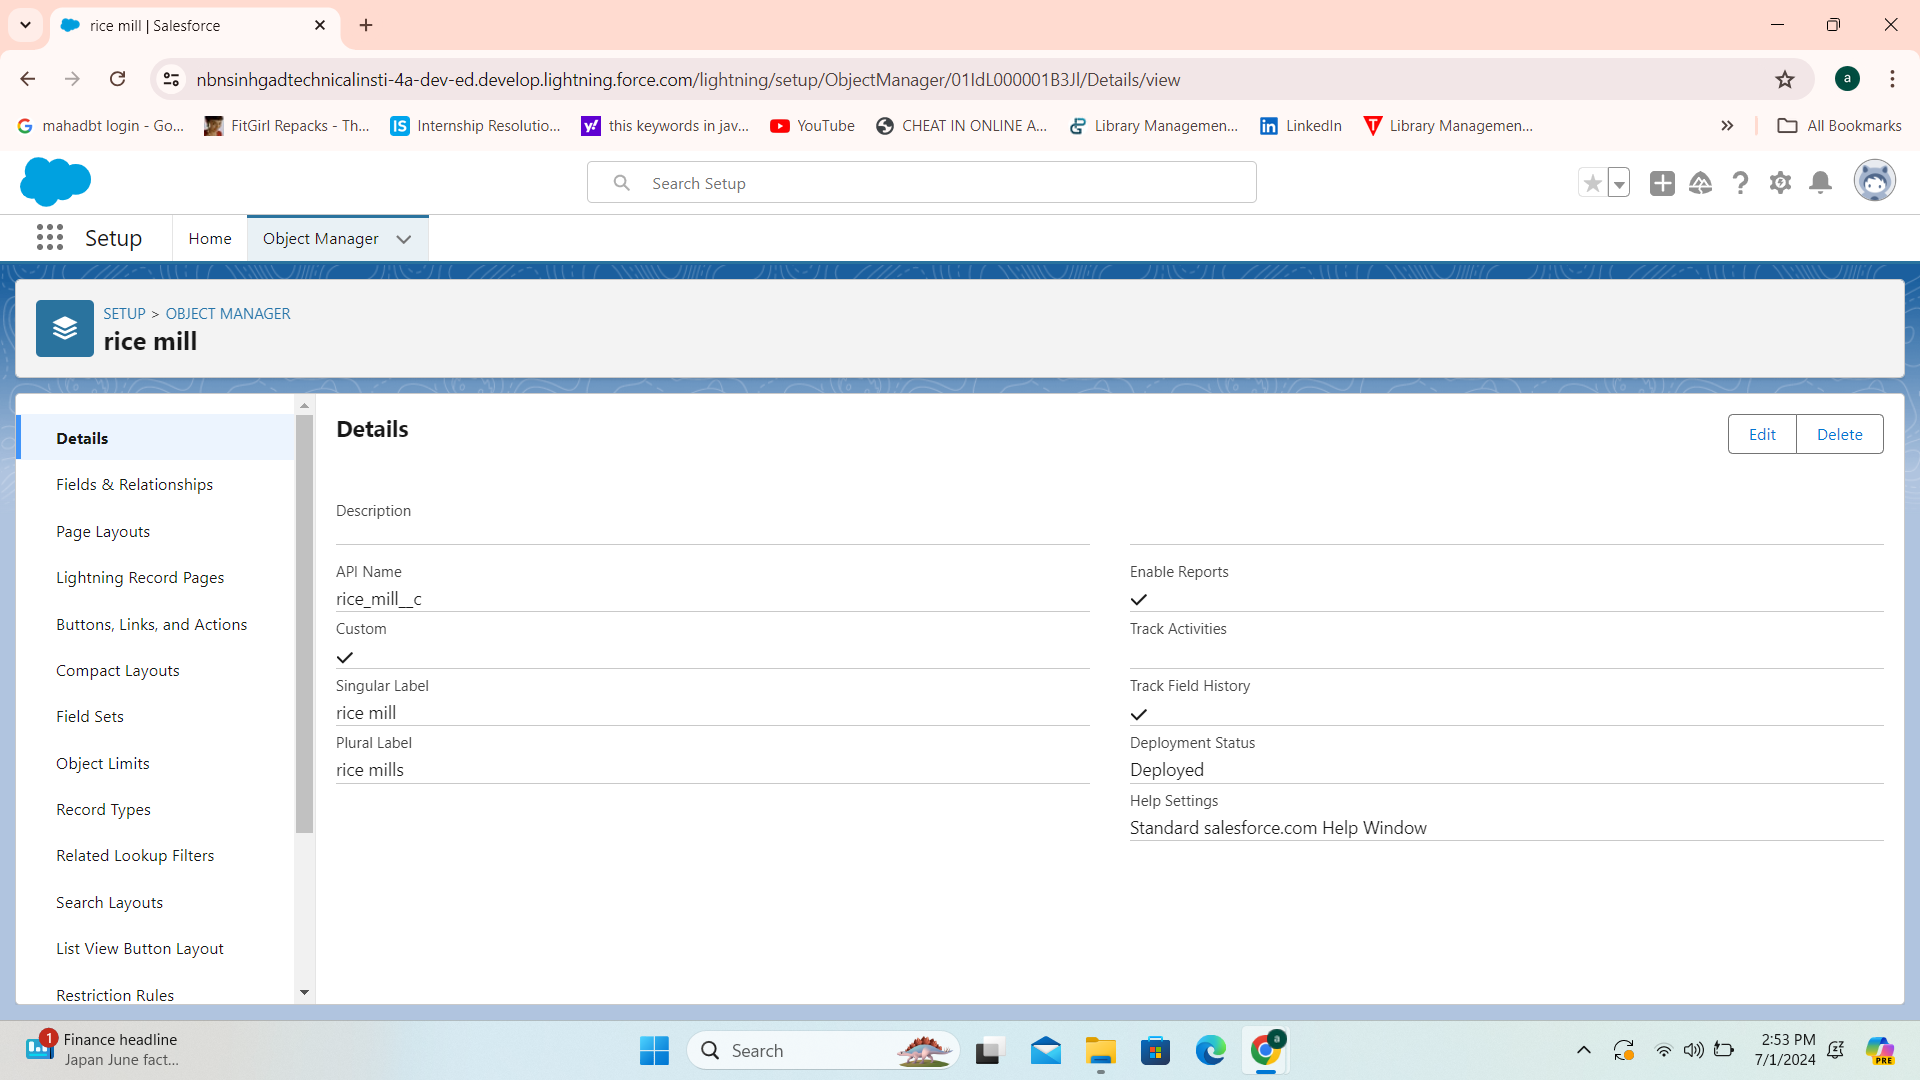 rice mill | Salesforce
nbnsinhgadtechnicalinsti-4a-dev-ed.develop.lightning.force.com/lightning/setup/ObjectManager/01IdL000001B3Jl/Details/view
a
mahadbt login - Go...
FitGirl Repacks - Th...
IS Internship Resolutio...
y! this keywords in jav...
YouTube
CHEAT IN ONLINE A...
Library Managemen...
in LinkedIn
Library Managemen...
All Bookmarks
Search Setup
Setup
Home
Object Manager
SETUP > OBJECT MANAGER
rice mill
Details
Fields & Relationships
Page Layouts
Lightning Record Pages
Buttons, Links, and Actions
Compact Layouts
Field Sets
Object Limits
Record Types
Related Lookup Filters
Search Layouts
List View Button Layout
Restriction Rules
Details
Edit
Delete
Description
API Name
rice_mill__c
Custom
Singular Label
rice mill
Plural Label
rice mills
Enable Reports
Track Activities
Track Field History
Deployment Status
Deployed
Help Settings
Standard salesforce.com Help Window
1
Finance headline
Japan June fact...
Search
a
2:53 PM
7/1/2024
PRE